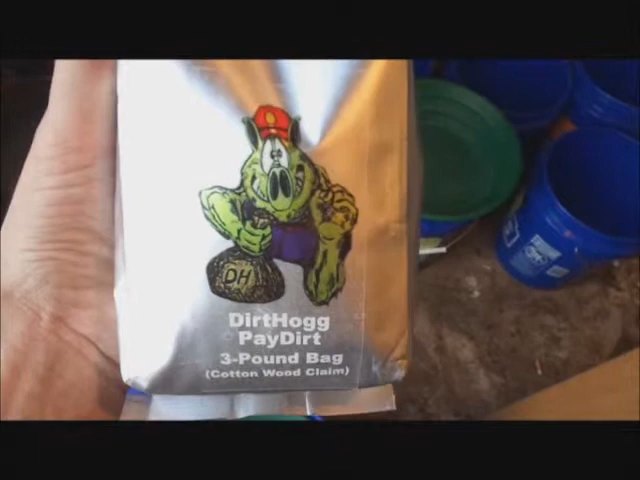 DH
DirtHogg
PayDirt
3-Pound Bag
(Cotton Wood Claim)